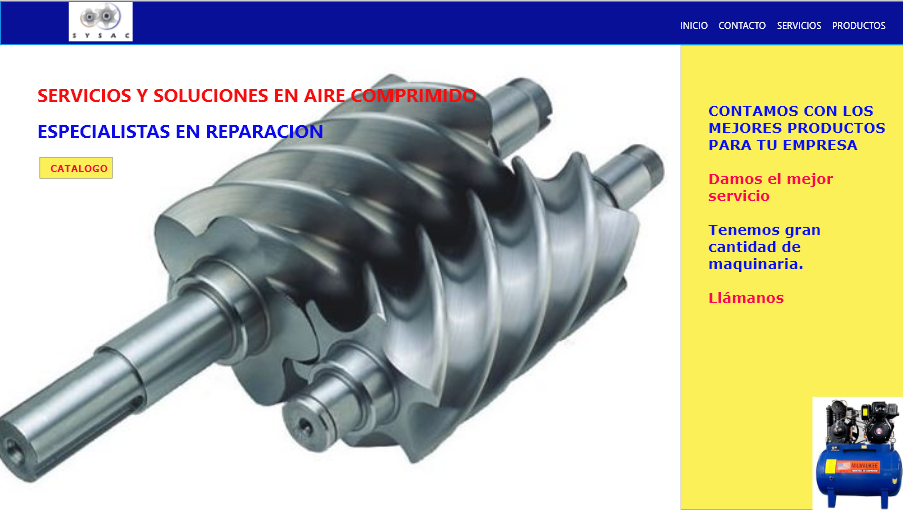 SYSAC
INICIO CONTACTO SERVICIOS PRODUCTOS
SERVICIOS Y SOLUCIONES EN AIRE COMPRIMIDO
ESPECIALISTAS EN REPARACION
CATALOGO
CONTAMOS CON LOS
MEJORES PRODUCTOS
PARA TU EMPRESA
Damos el mejor
servicio
Tenemos gran
cantidad de
maquinaria.
Llámanos